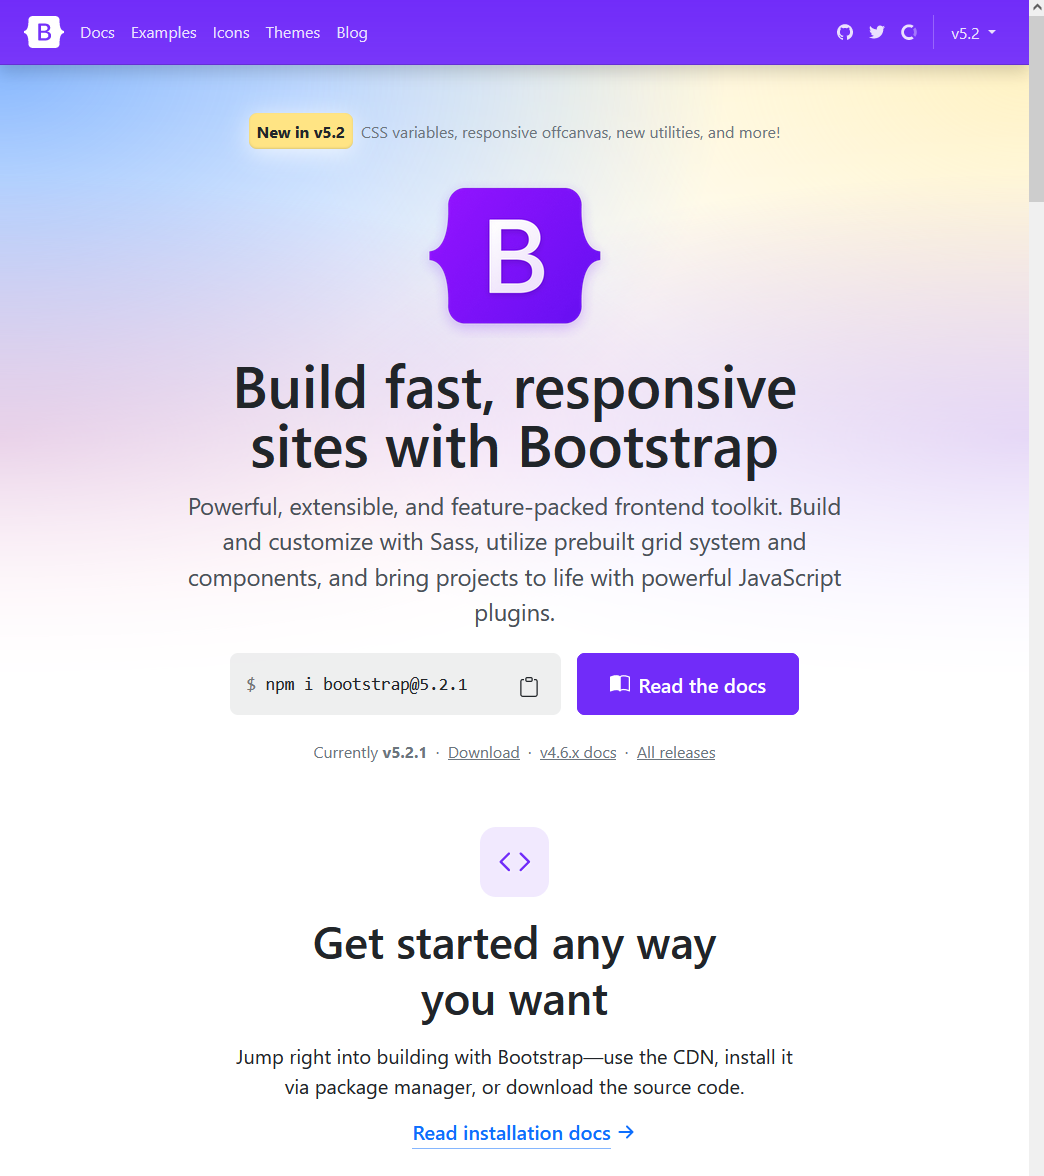 B Docs Examples Icons Themes Blog v5.2
New in v5.2 CSS variables, responsive offcanvas, new utilities, and more!
B
Build fast, responsive
sites with Bootstrap
Powerful, extensible, and feature-packed frontend toolkit. Build
and customize with Sass, utilize prebuilt grid system and
components, and bring projects to life with powerful JavaScript
plugins.
$ npm i bootstrap@5.2.1 Read the docs
Currently v5.2.1 · Download · v4.6.x docs · All releases
Get started any way
you want
Jump right into building with Bootstrap—use the CDN, install it
via package manager, or download the source code.
Read installation docs →